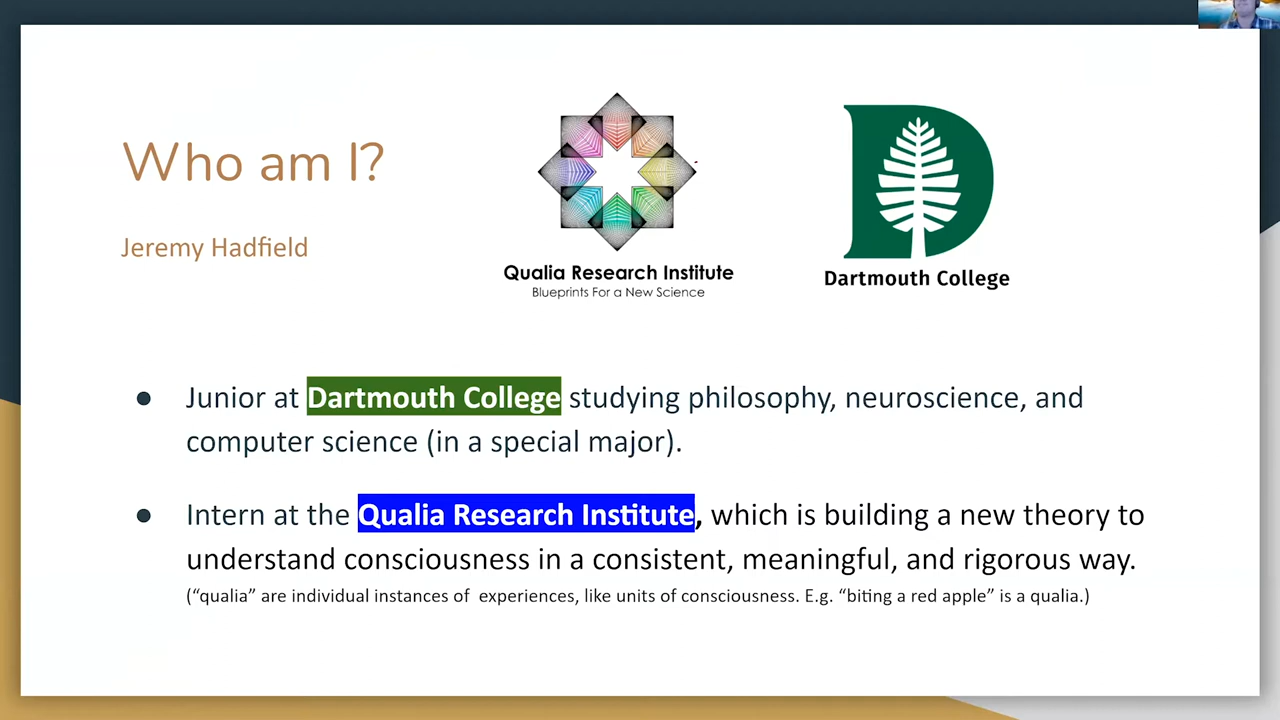 Who am I?
Jeremy Hadfield
Qualia Research Institute
Blueprints For a New Science
Dartmouth College
● Junior at Dartmouth College studying philosophy, neuroscience, and
computer science (in a special major).
● Intern at the Qualia Research Institute, which is building a new theory to
understand consciousness in a consistent, meaningful, and rigorous way.
(“qualia” are individual instances of experiences, like units of consciousness. E.g. “biting a red apple” is a qualia.)